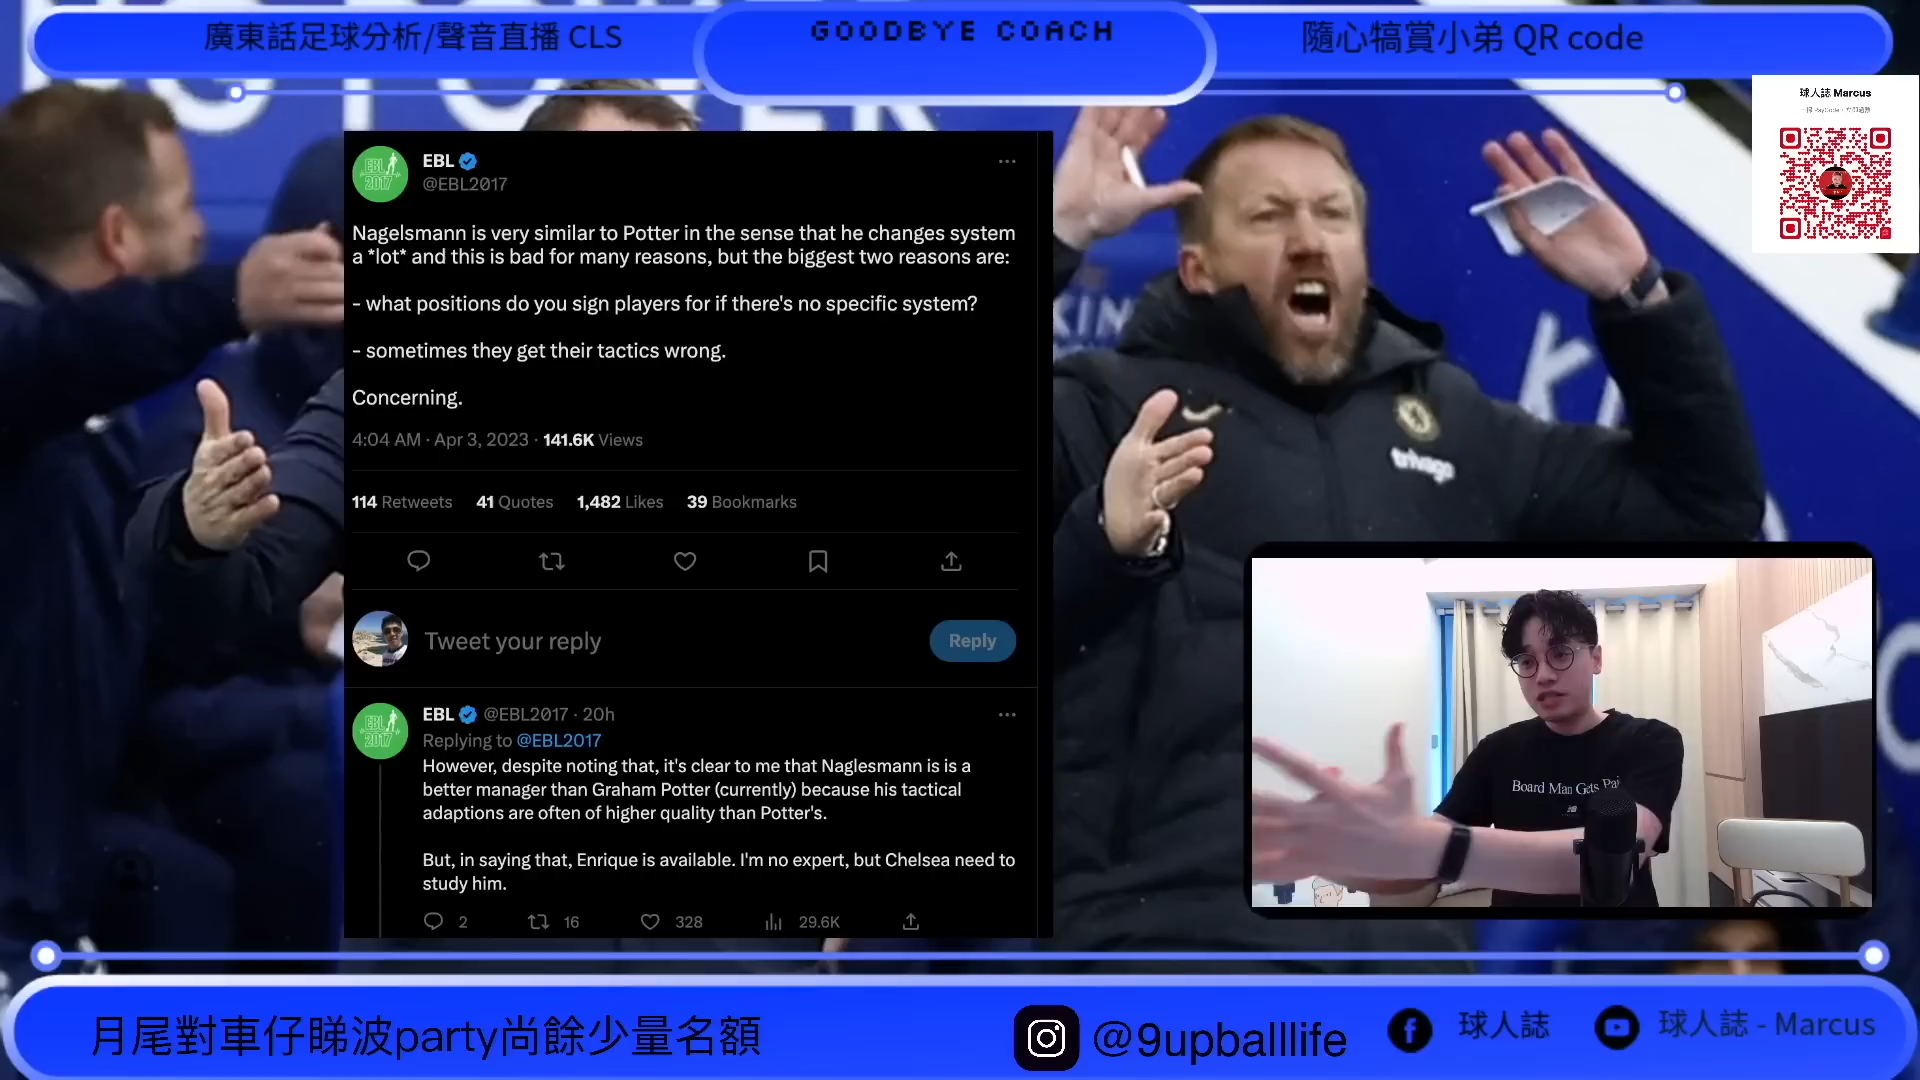 廣東話足球分析/聲音直播 CLS
GOODBYE COACH
隨心犒賞小弟 QR code
球人誌 Marcus
EBL
@EBL2017
EBL
2017
Nagelsmann is very similar to Potter in the sense that he changes system
a *lot* and this is bad for many reasons, but the biggest two reasons are:
- what positions do you sign players for if there's no specific system?
- sometimes they get their tactics wrong.
Concerning.
4:04 AM · Apr 3, 2023 · 141.6K Views
114 Retweets 41 Quotes 1,482 Likes 39 Bookmarks
Tweet your reply
Reply
EBL @EBL2017 · 20h
EBL
2017
Replying to @EBL2017
However, despite noting that, it's clear to me that Naglesmann is is a
better manager than Graham Potter (currently) because his tactical
adaptions are often of higher quality than Potter's.
But, in saying that, Enrique is available. I'm no expert, but Chelsea need to
study him.
2 16 328 29.6K
trivago
Board Man Gets Pai
月尾對車仔睇波party尚餘少量名額
@9upballlife
球人誌
球人誌 - Marcus